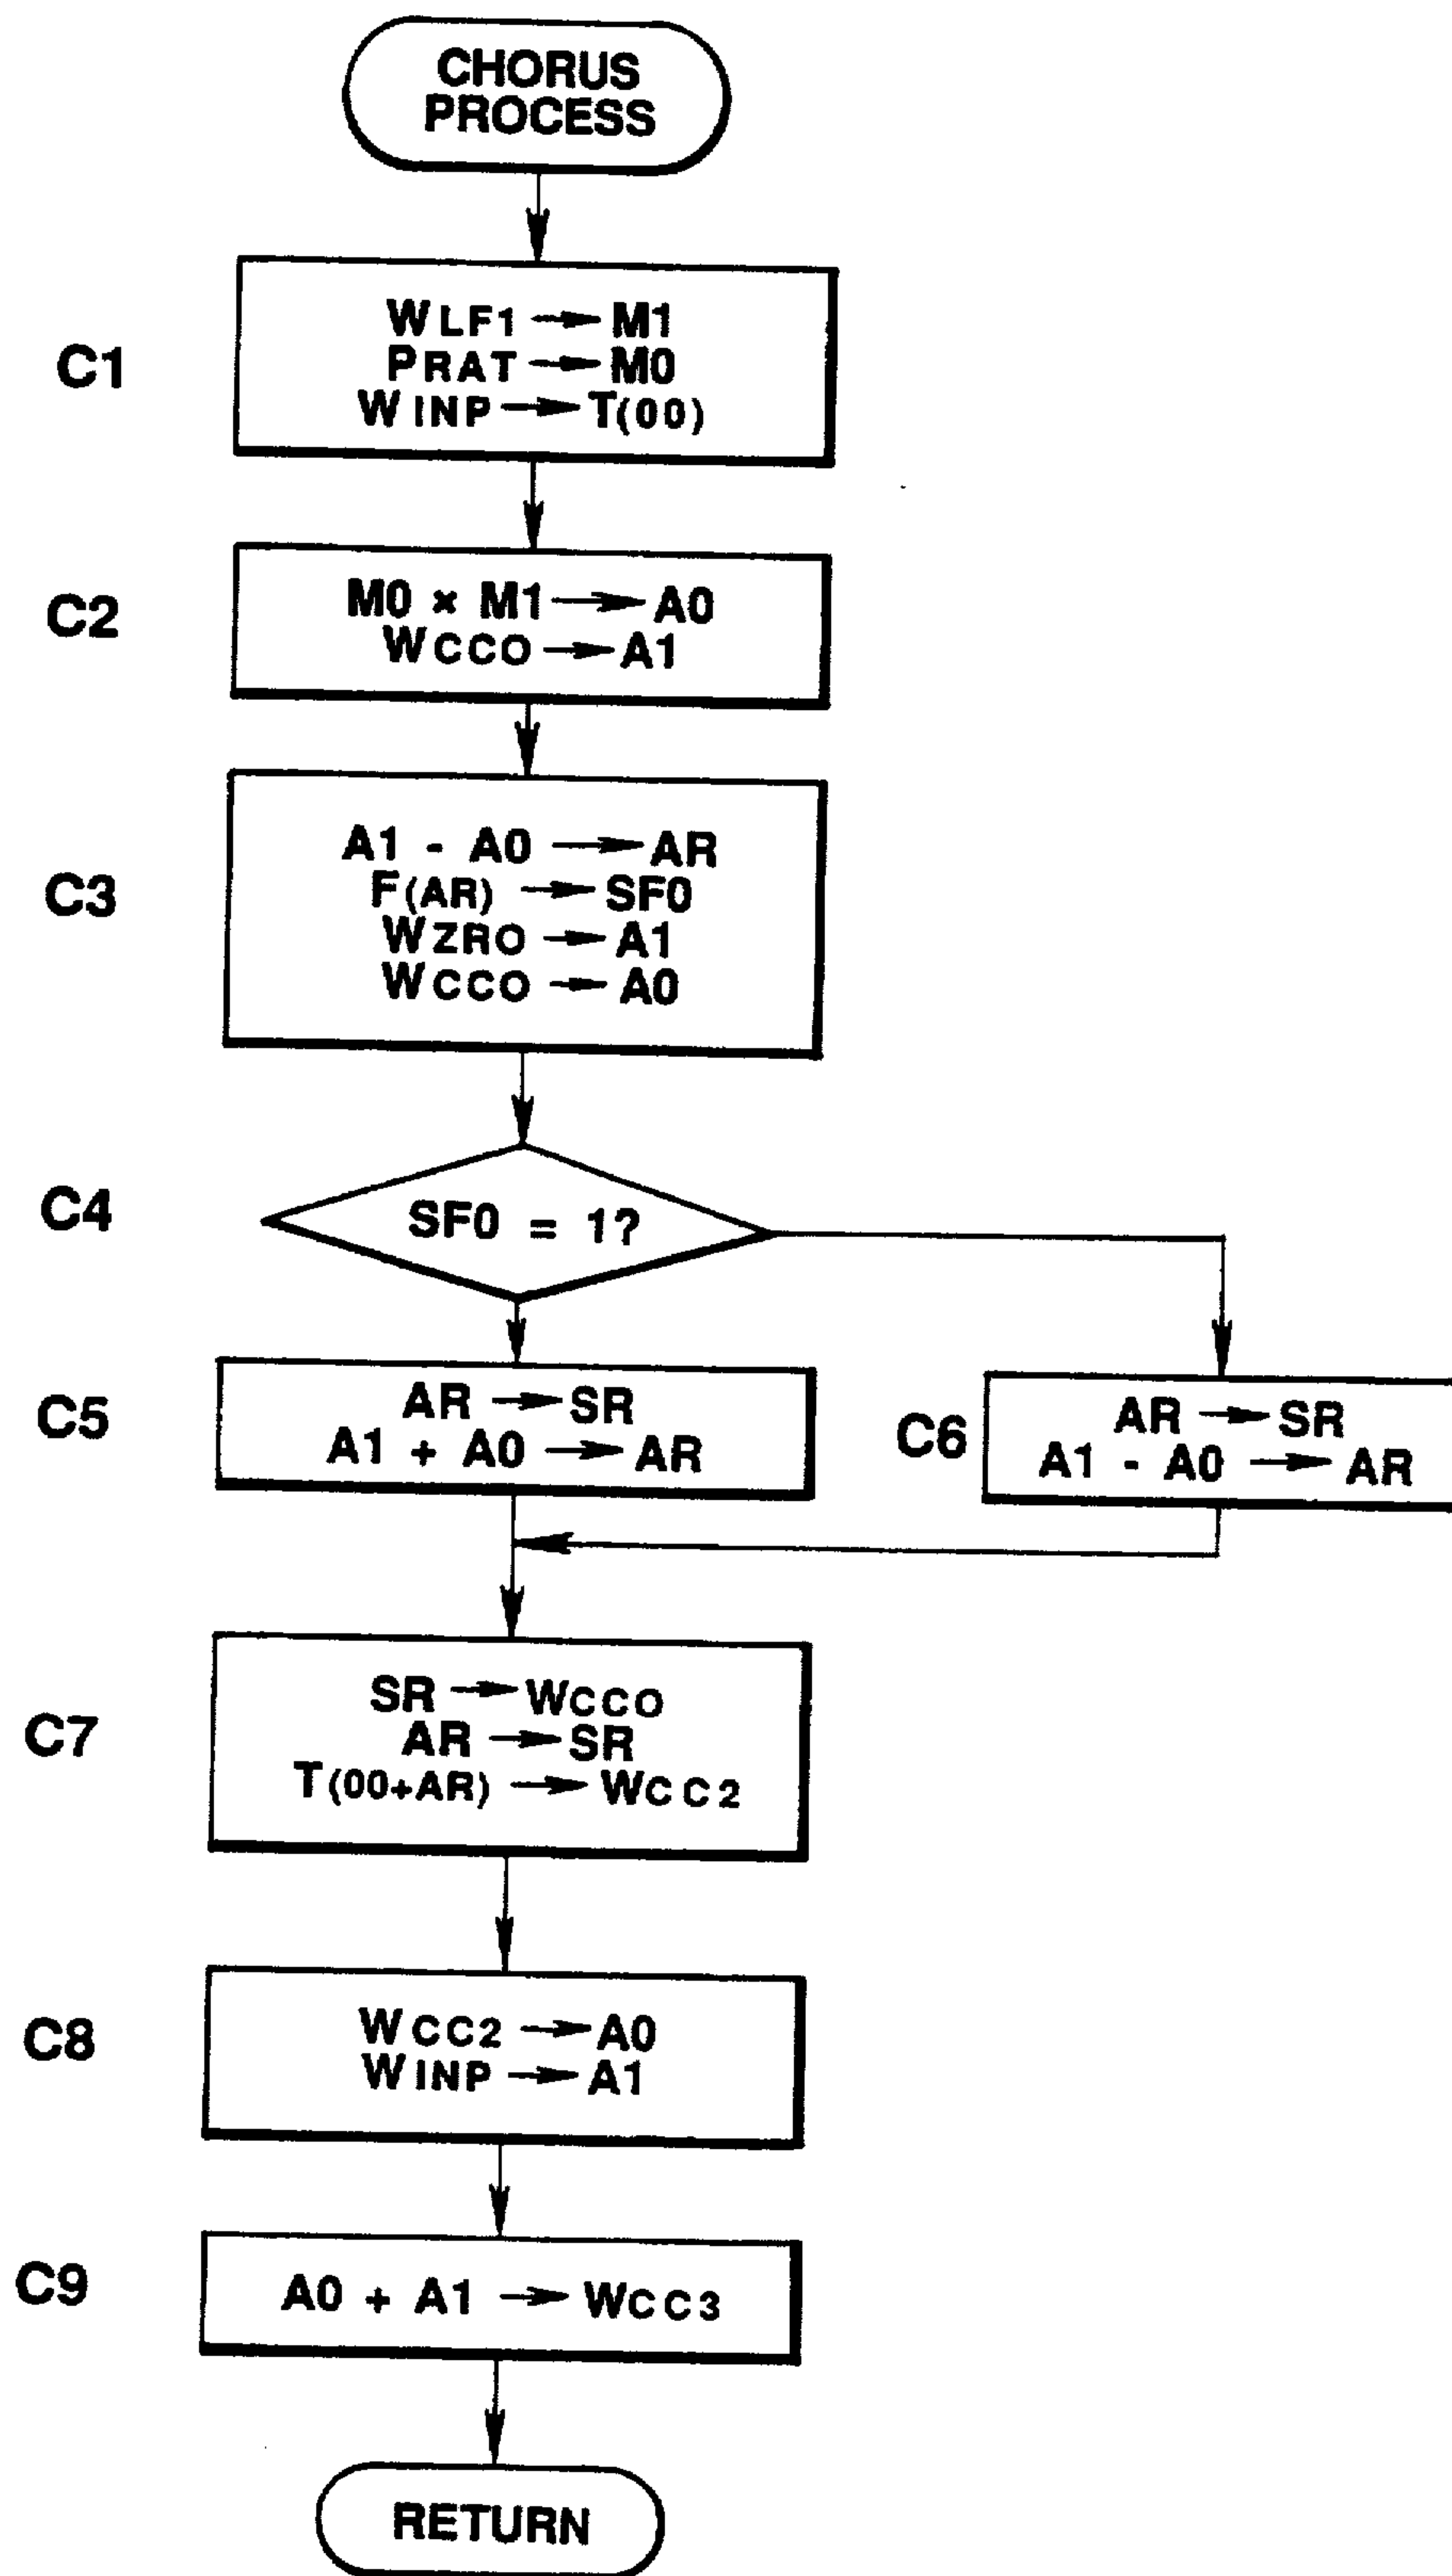 CHORUS
PROCESS
C1
WLF1 → M1
PRAT → M0
WINP → T(00)
C2
M0 × M1 → A0
WCCO → A1
C3
A1 - A0 → AR
F(AR) → SF0
WZRO → A1
WCCO → A0
C4
SF0 = 1?
C5
AR → SR
A1 + A0 → AR
C6
AR → SR
A1 - A0 → AR
C7
SR → WCCO
AR → SR
T(00+AR) → WCC2
C8
WCC2 → A0
WINP → A1
C9
A0 + A1 → WCC3
RETURN